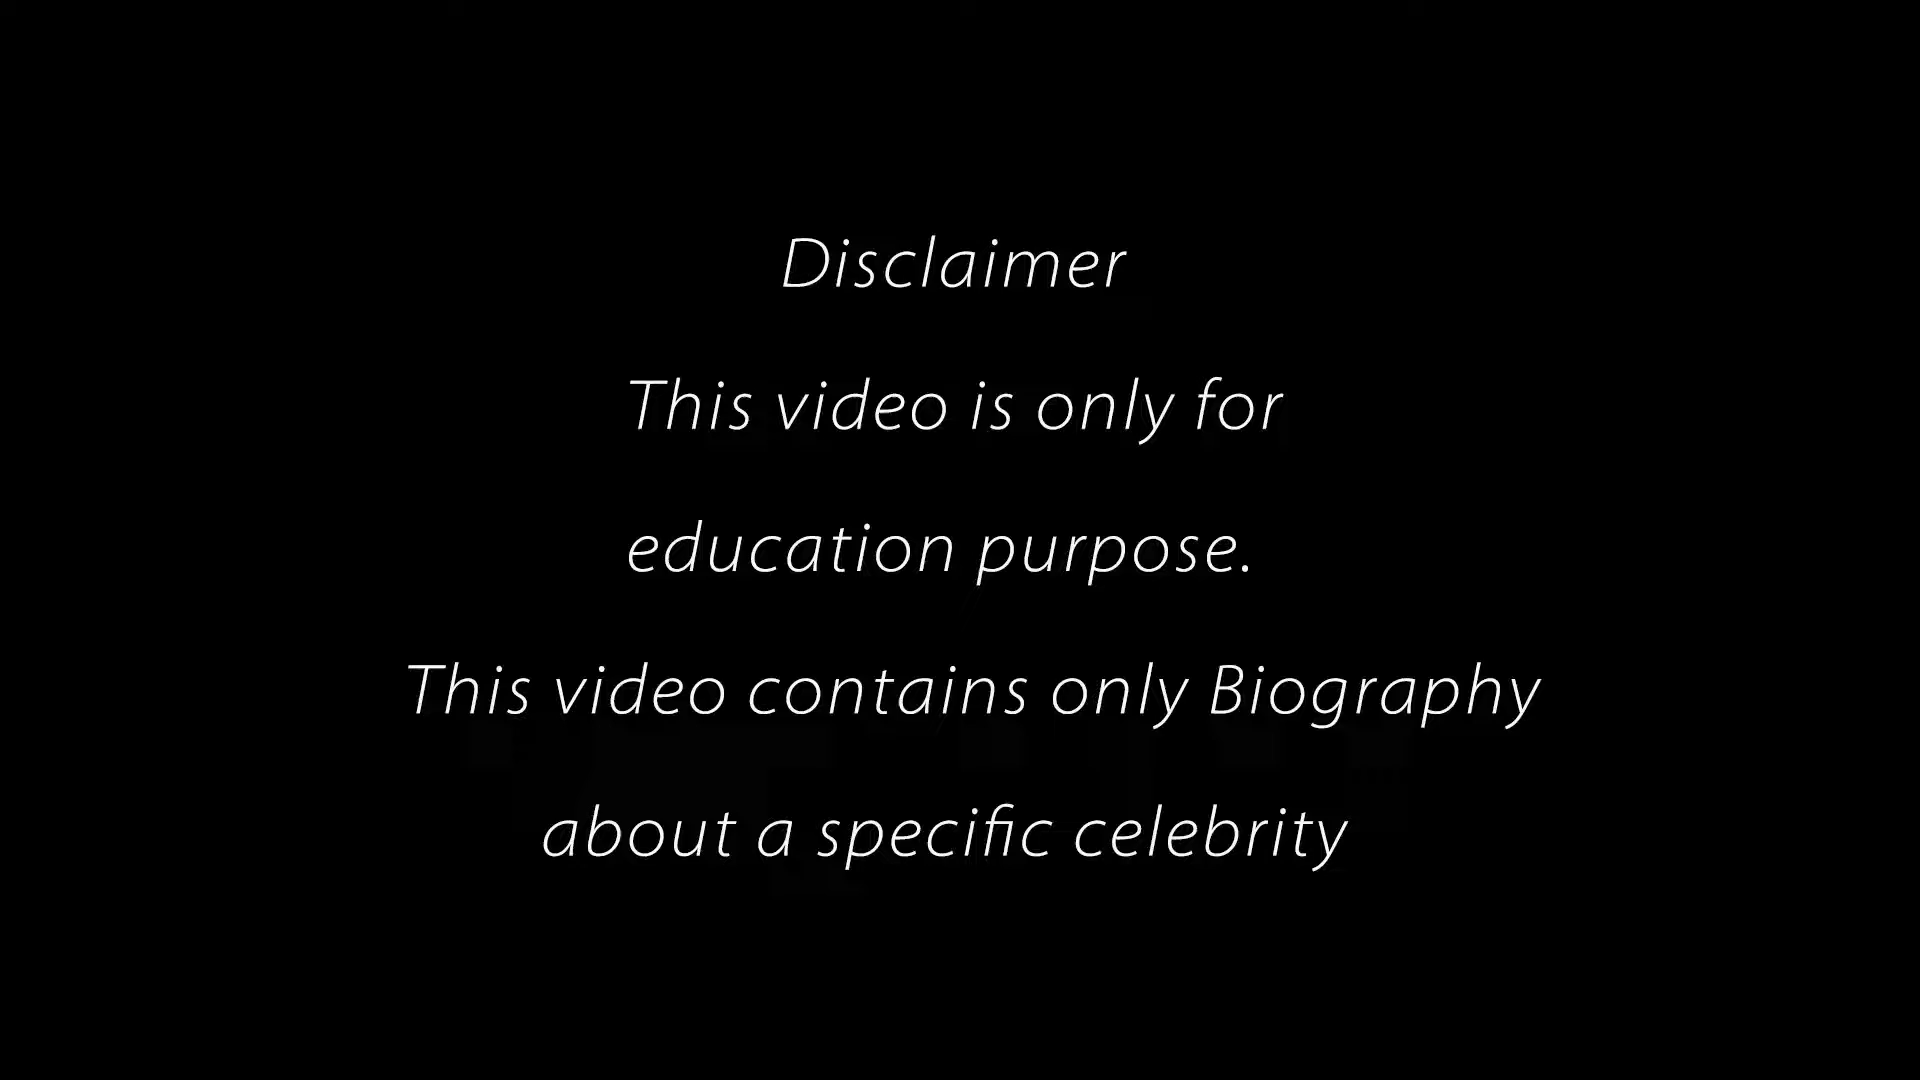 Disclaimer
This video is only for
education purpose.
This video contains only Biography
about a specific celebrity